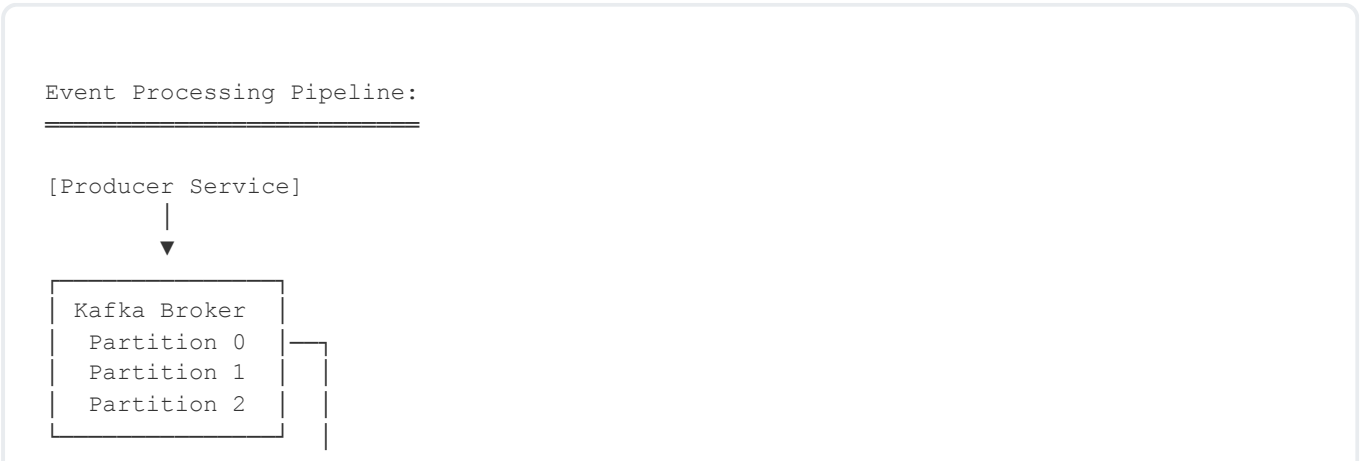 Event Processing Pipeline:
[Producer Service]
Kafka Broker
Partition 0
Partition 1
Partition 2